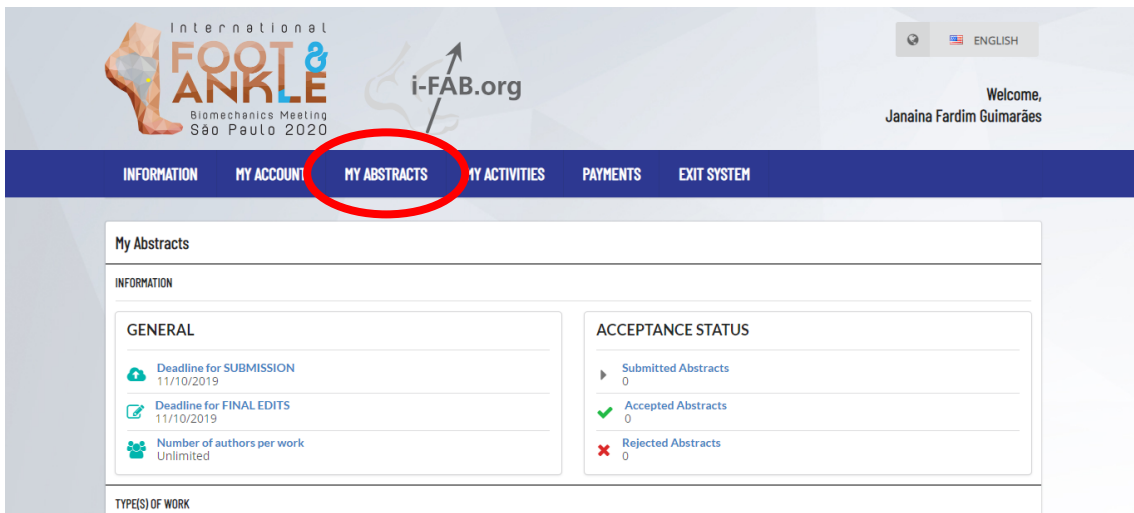 International
FOOT &
ANKLE
Biomechanics Meeting
São Paulo 2020
i-FAB.org
ENGLISH
Welcome,
Janaina Fardim Guimarães
INFORMATION MY ACCOUNT MY ABSTRACTS MY ACTIVITIES PAYMENTS EXIT SYSTEM
My Abstracts
INFORMATION
GENERAL
Deadline for SUBMISSION
11/10/2019
Deadline for FINAL EDITS
11/10/2019
Number of authors per work
Unlimited
ACCEPTANCE STATUS
Submitted Abstracts
0
Accepted Abstracts
0
Rejected Abstracts
0
TYPE(S) OF WORK